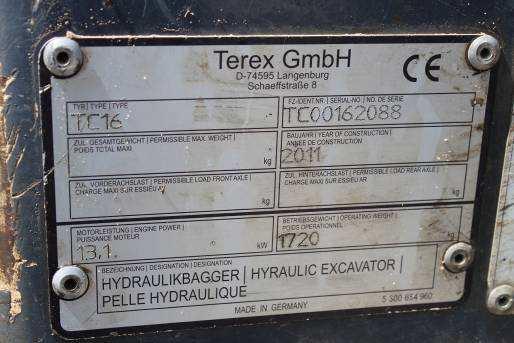 Terex GmbH
D-74595 Langenburg
Schaeffstraße 8
CE
TYP | TYPE | TYPE
TC16
FZ-IDENT.NR | SERIAL-NO | NO. DE SERIE
TC00162088
ZUL. GESAMTGEWICHT | PERMISSIBLE MAX. WEIGHT |
POIDS TOTAL MAXI
kg
BAUJAHR | YEAR OF CONSTRUCTION |
ANNEE DE CONSTRUCTION
2011
ZUL. VORDERACHSLAST | PERMISSIBLE LOAD FRONT AXLE |
CHARGE MAXI SUR ESSIEU AV
kg
ZUL. HINTERACHSLAST | PERMISSIBLE LOAD REAR AXLE |
CHARGE MAXI SUR ESSIEU AR
kg
MOTORLEISTUNG | ENGINE POWER |
PUISSANCE MOTEUR
13,1.
kW
BETRIEBSGEWICHT | OPERATING WEIGHT |
POIDS OPERATIONNEL
1720
kg
BEZEICHNUNG | DESIGNATION | DESIGNATION
HYDRAULIKBAGGER | HYRAULIC EXCAVATOR |
PELLE HYDRAULIQUE
MADE IN GERMANY
5 300 654 960